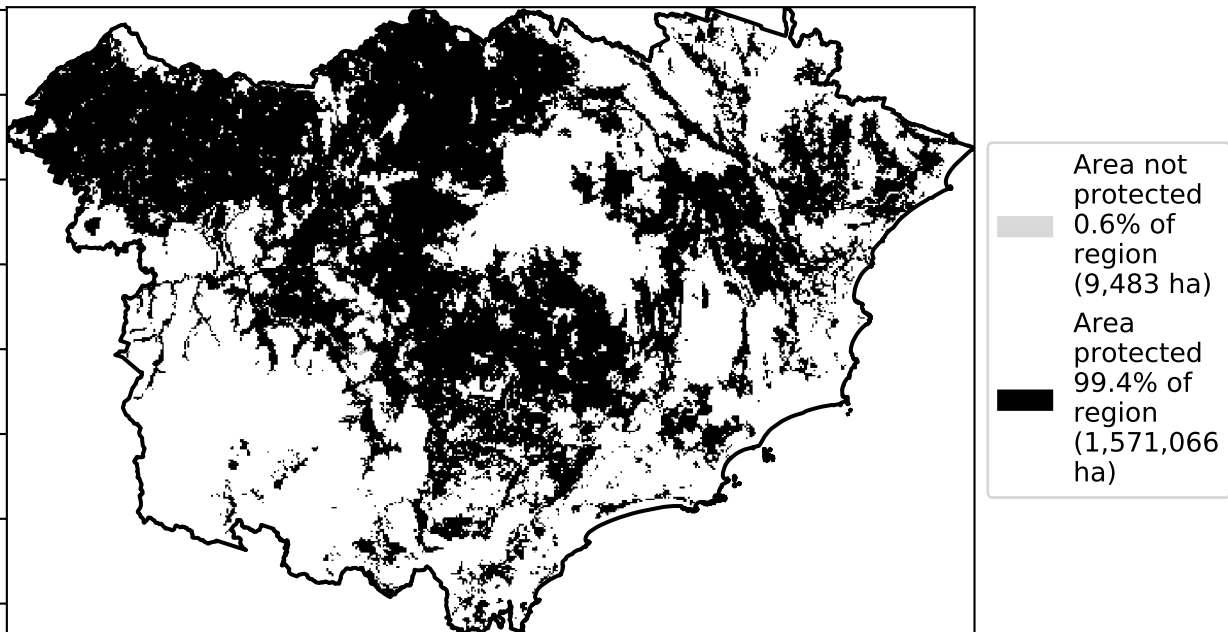 Area not
protected
0.6% of
region
(9,483 ha)
Area
protected
99.4% of
region
(1,571,066
ha)